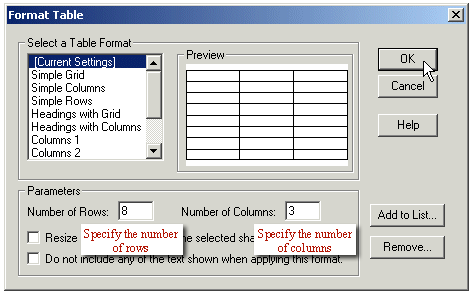 Format Table
Select a Table Format
[Current Settings]
Simple Grid
Simple Columns
Simple Rows
Headings with Grid
Headings with Columns
Columns 1
Columns 2
Preview
OK
Cancel
Help
Parameters
Number of Rows: 8
Number of Columns: 3
Resize
the selected
Specify the number
of rows
Specify the number
of columns
Do not include any of the text shown when applying this format.
Add to List...
Remove...